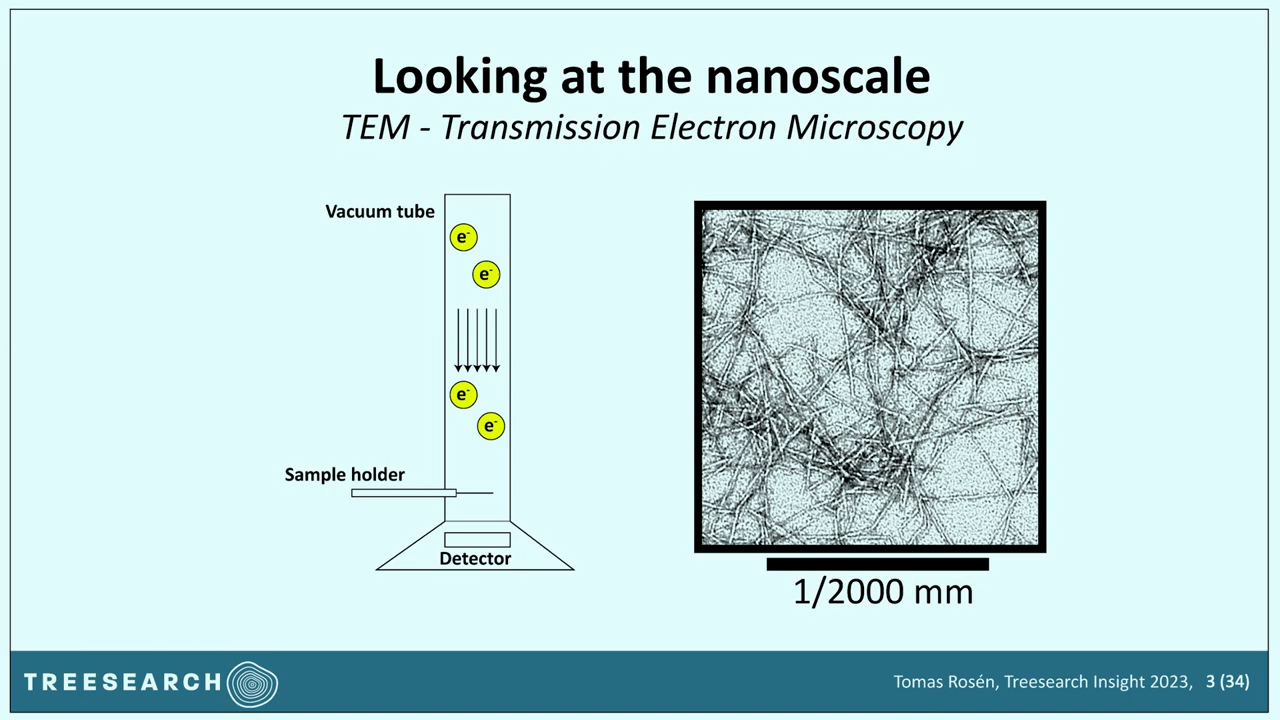 Looking at the nanoscale
TEM - Transmission Electron Microscopy
Vacuum tube
e-
e-
e-
e-
Sample holder
Detector
1/2000 mm
TREESEARCH
Tomas Rosén, Treesearch Insight 2023, 3 (34)